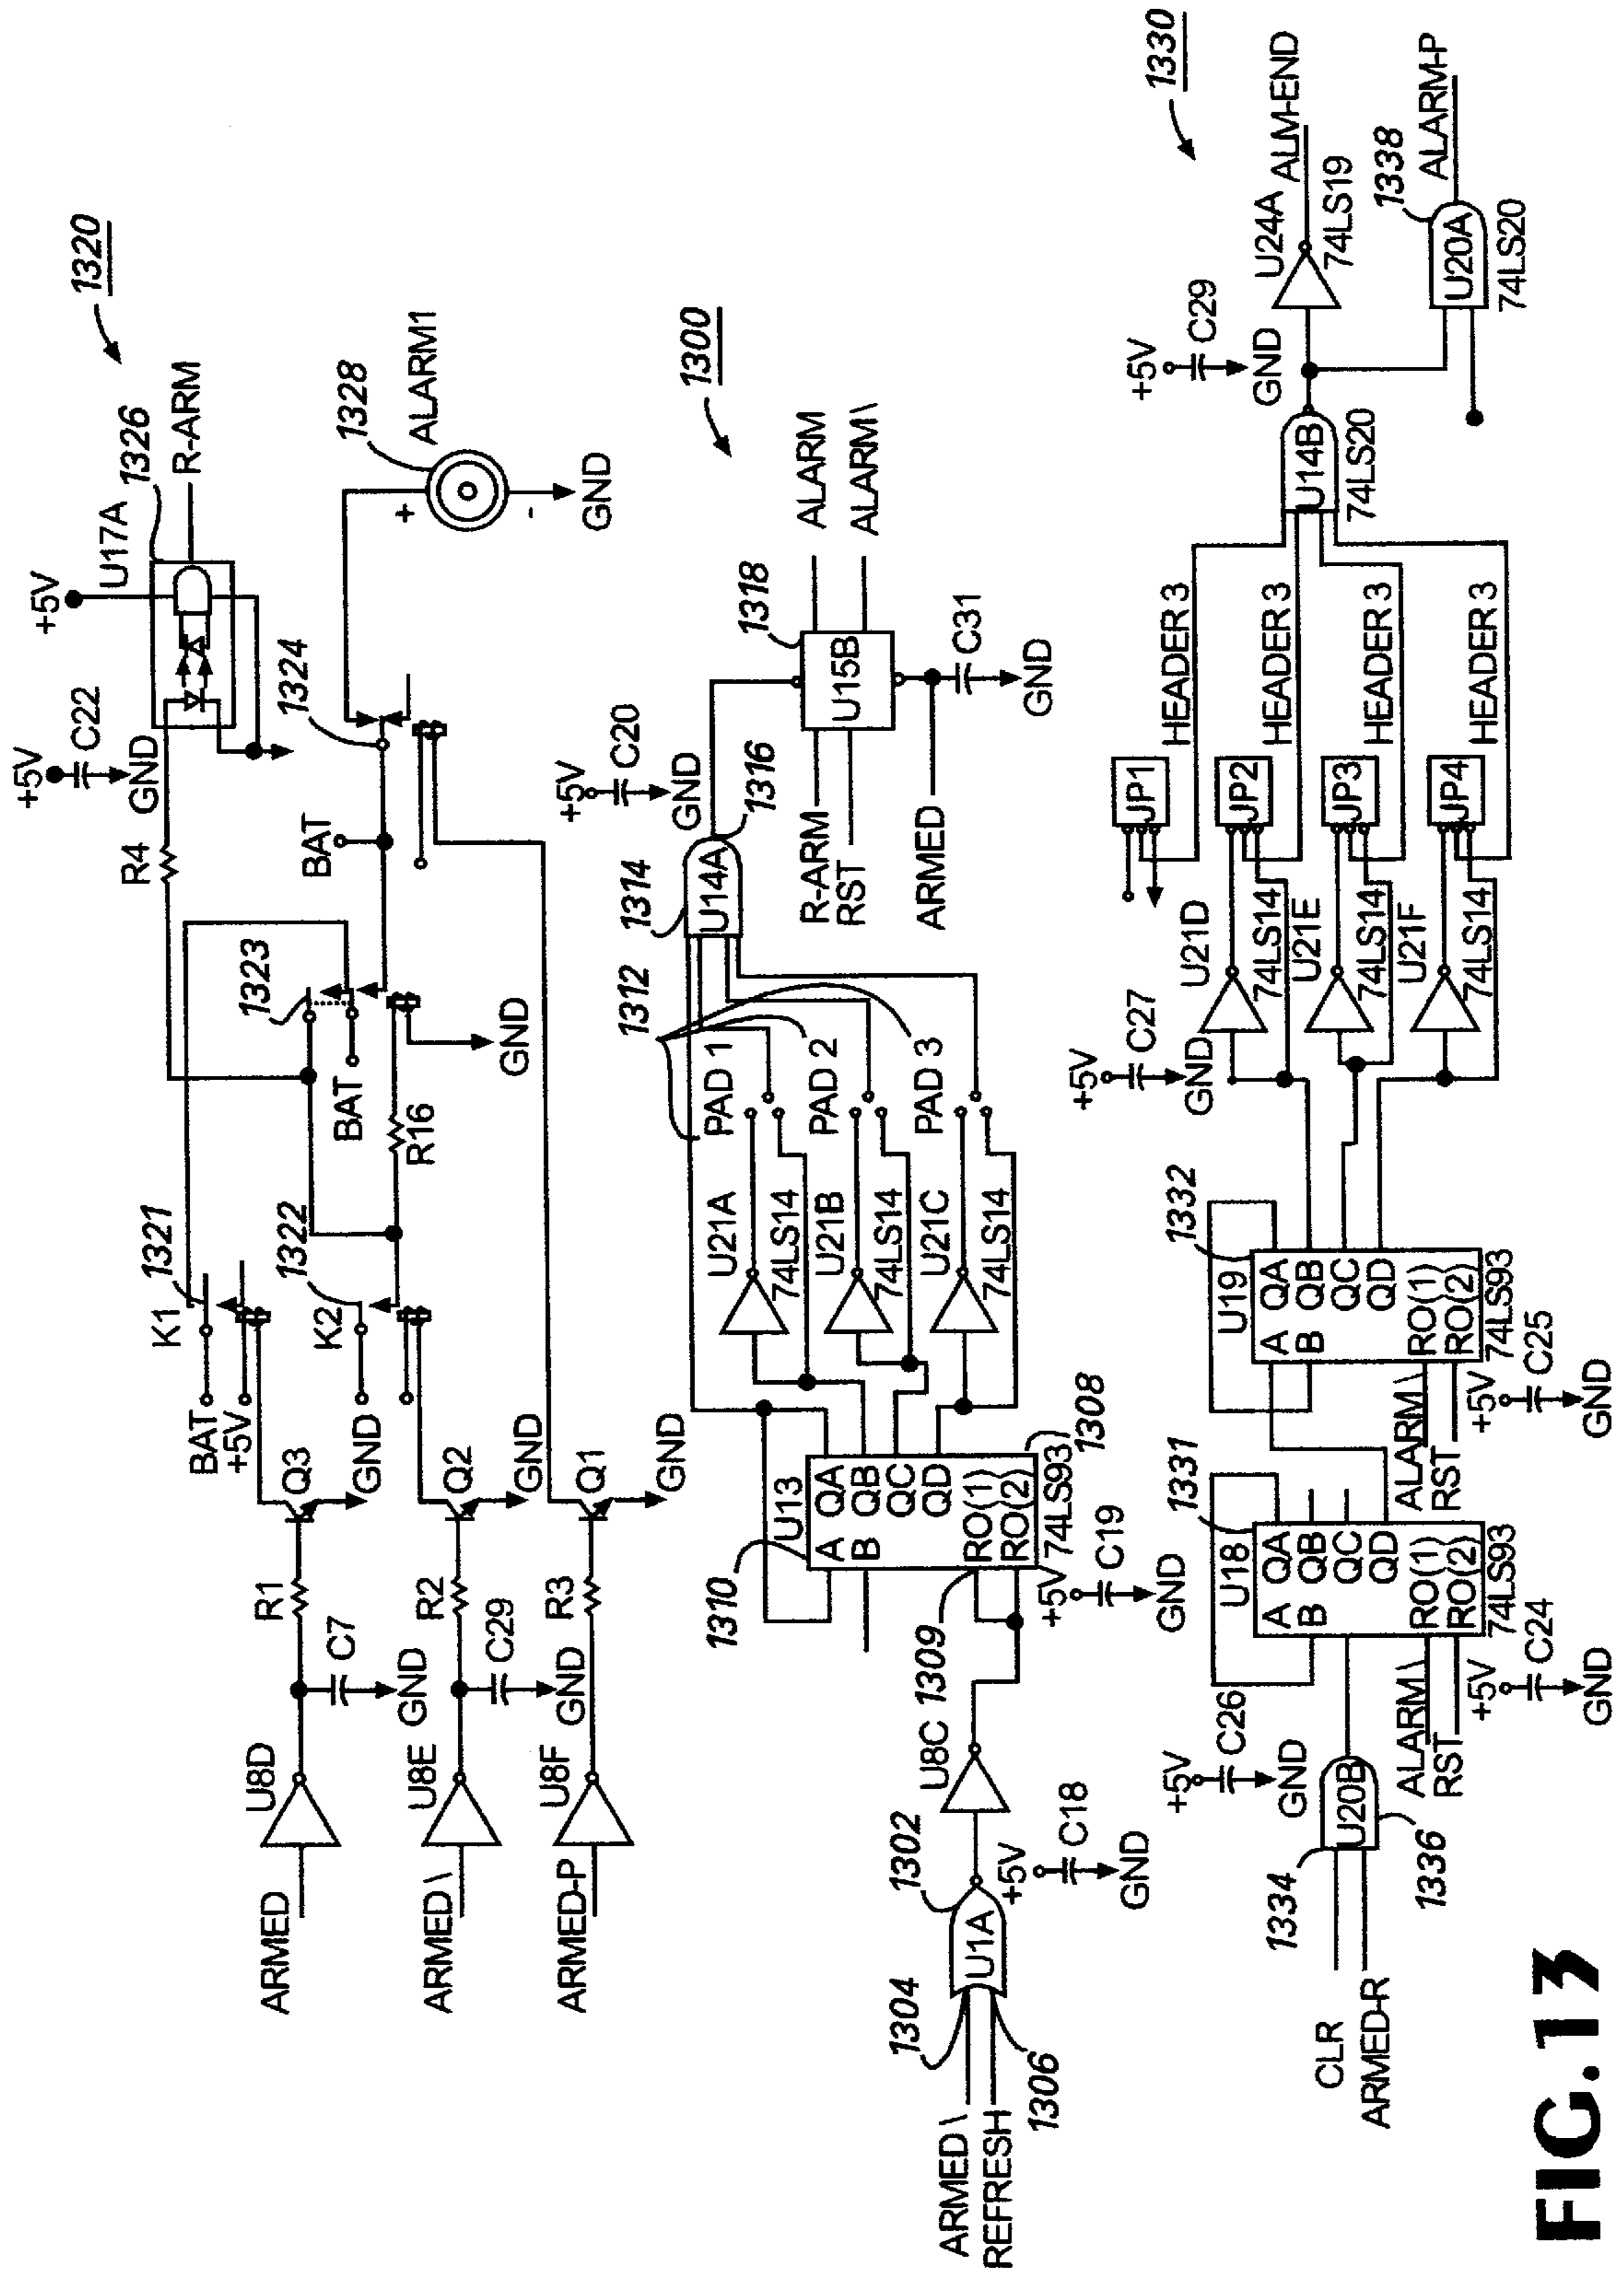 1320
+5V
C22
GND
+5V
U17A
1326
R-ARM
R4
K1
1321
BAT
+5V
1323
BAT
BAT
1324
1328
ALARM1
+
-
GND
K2
1322
GND
R16
GND
ARMED
U8D
R1
C7
GND
Q3
GND
ARMED \
U8E
R2
C29
GND
Q2
GND
ARMED-P
U8F
R3
Q1
GND
1300
ARMED \
REFRESH
1304
1306
1302
U1A
+5V
C18
GND
U8C
1309
1310
U13
A
B
QA
QB
QC
QD
RO(1)
RO(2)
74LS93
1308
+5V
C19
GND
U21A
74LS14
U21B
74LS14
U21C
74LS14
PAD 1
PAD 2
PAD 3
1312
1314
U14A
1316
+5V
C20
GND
R-ARM
RST
ARMED
1318
U15B
C31
GND
ALARM
ALARM \
1330
CLR
ARMED-R
1334
U20B
1336
+5V
C26
GND
ALARM \
RST
U18
1331
A
B
QA
QB
QC
QD
RO(1)
RO(2)
74LS93
+5V
C24
GND
ALARM \
RST
U19
1332
A
B
QA
QB
QC
QD
RO(1)
RO(2)
74LS93
+5V
C25
GND
+5V
C27
GND
U21D
74LS14
U21E
74LS14
U21F
74LS14
JP1
HEADER 3
JP2
HEADER 3
JP3
HEADER 3
JP4
HEADER 3
U14B
74LS20
+5V
C29
GND
U24A
74LS19
ALM-END
1338
U20A
74LS20
ALARM-P
FIG.13